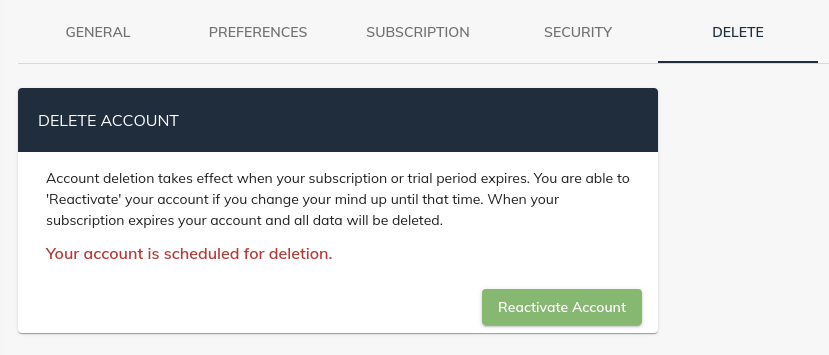 GENERAL PREFERENCES SUBSCRIPTION SECURITY DELETE
DELETE ACCOUNT
Account deletion takes effect when your subscription or trial period expires. You are able to
'Reactivate' your account if you change your mind up until that time. When your
subscription expires your account and all data will be deleted.
Your account is scheduled for deletion.
Reactivate Account